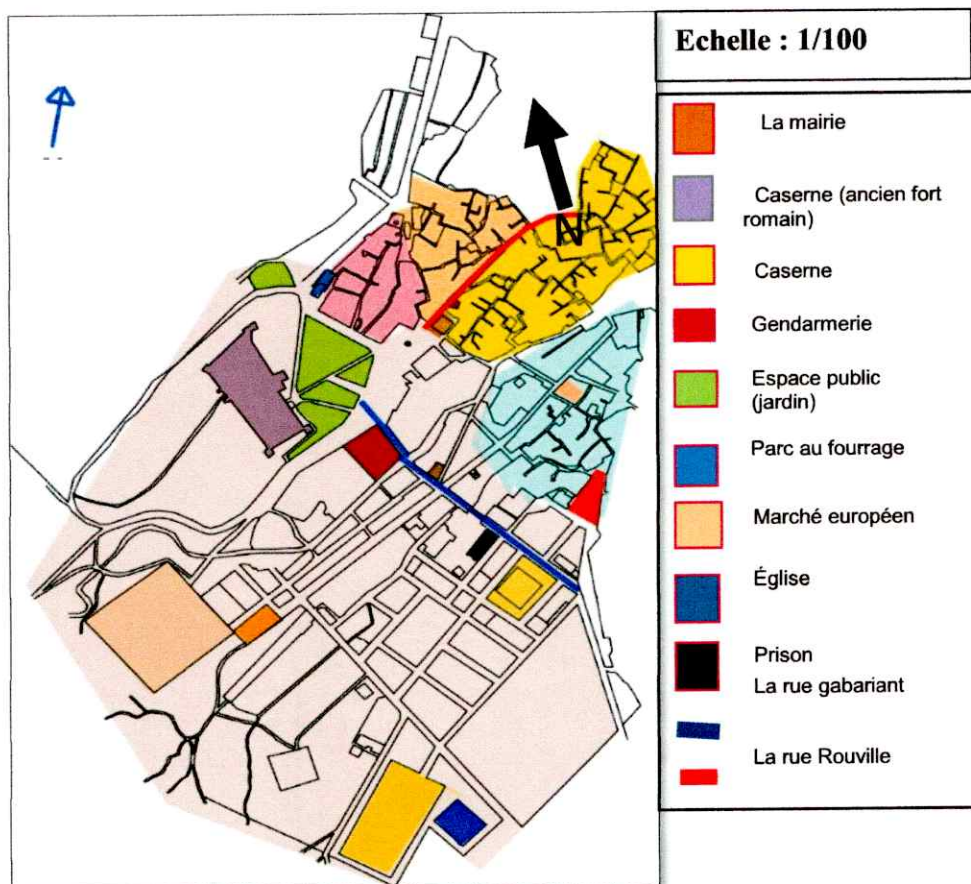 Echelle : 1/100
N
La mairie
Caserne (ancien fort
romain)
Caserne
Gendarmerie
Espace public
(jardin)
Parc au fourrage
Marché européen
Église
Prison
La rue gabariant
La rue Rouville